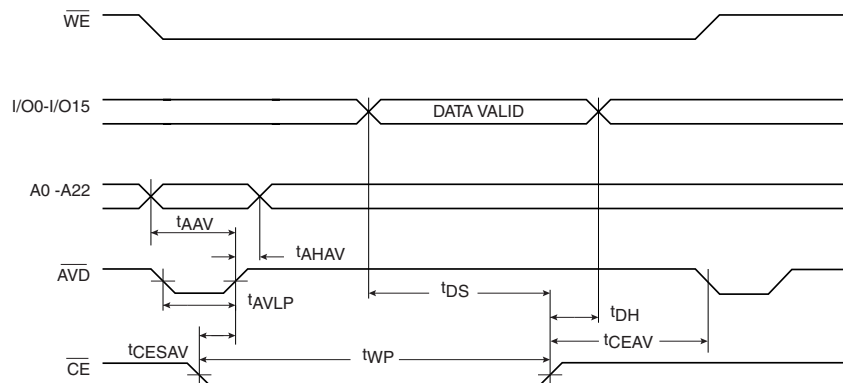 WE
I/O0-I/O15
DATA VALID
A0 -A22
tAAV
tAHAV
AVD
tAVLP
tDS
tDH
tCESAV
tWP
tCEAV
CE